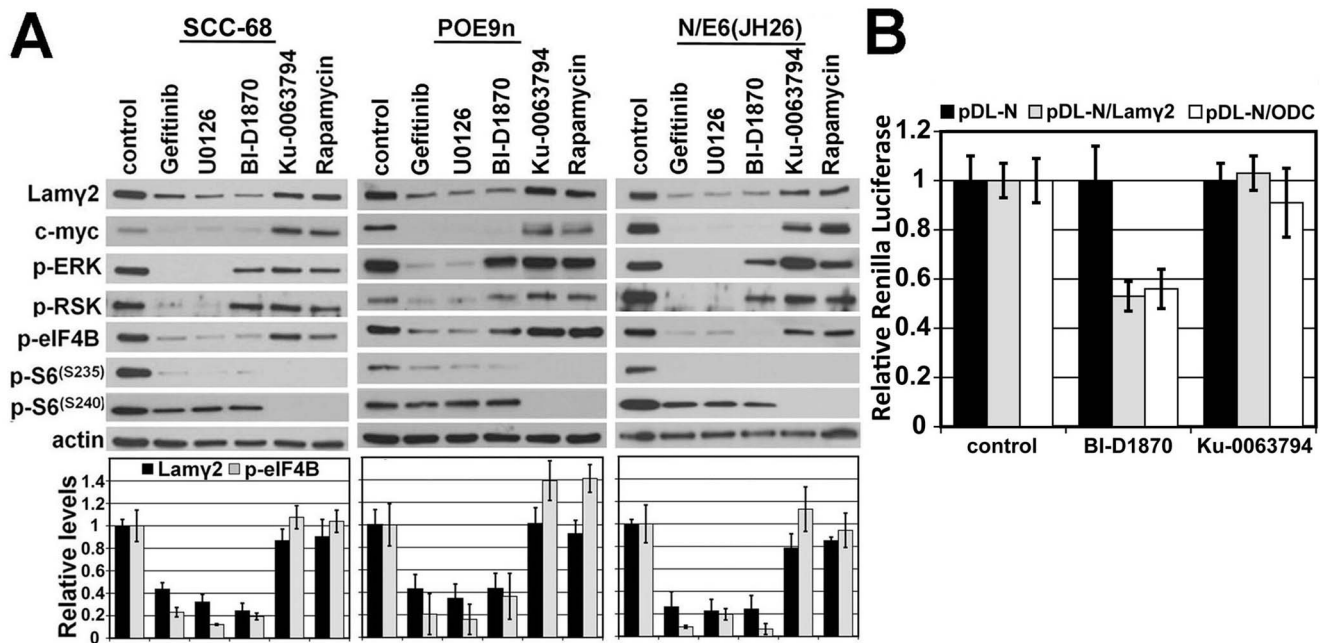 A
SCC-68
POE9n
N/E6(JH26)
control
Gefitinib
U0126
BI-D1870
Ku-0063794
Rapamycin
control
Gefitinib
U0126
BI-D1870
Ku-0063794
Rapamycin
control
Gefitinib
U0126
BI-D1870
Ku-0063794
Rapamycin
Lamγ2
c-myc
p-ERK
p-RSK
p-eIF4B
p-S6(S235)
p-S6(S240)
actin
Lamγ2 p-eIF4B
Relative levels
1.4
1.2
1
0.8
0.6
0.4
0.2
0
B
pDL-N pDL-N/Lamγ2 pDL-N/ODC
Relative Renilla Luciferase
1.2
1
0.8
0.6
0.4
0.2
0
control BI-D1870 Ku-0063794